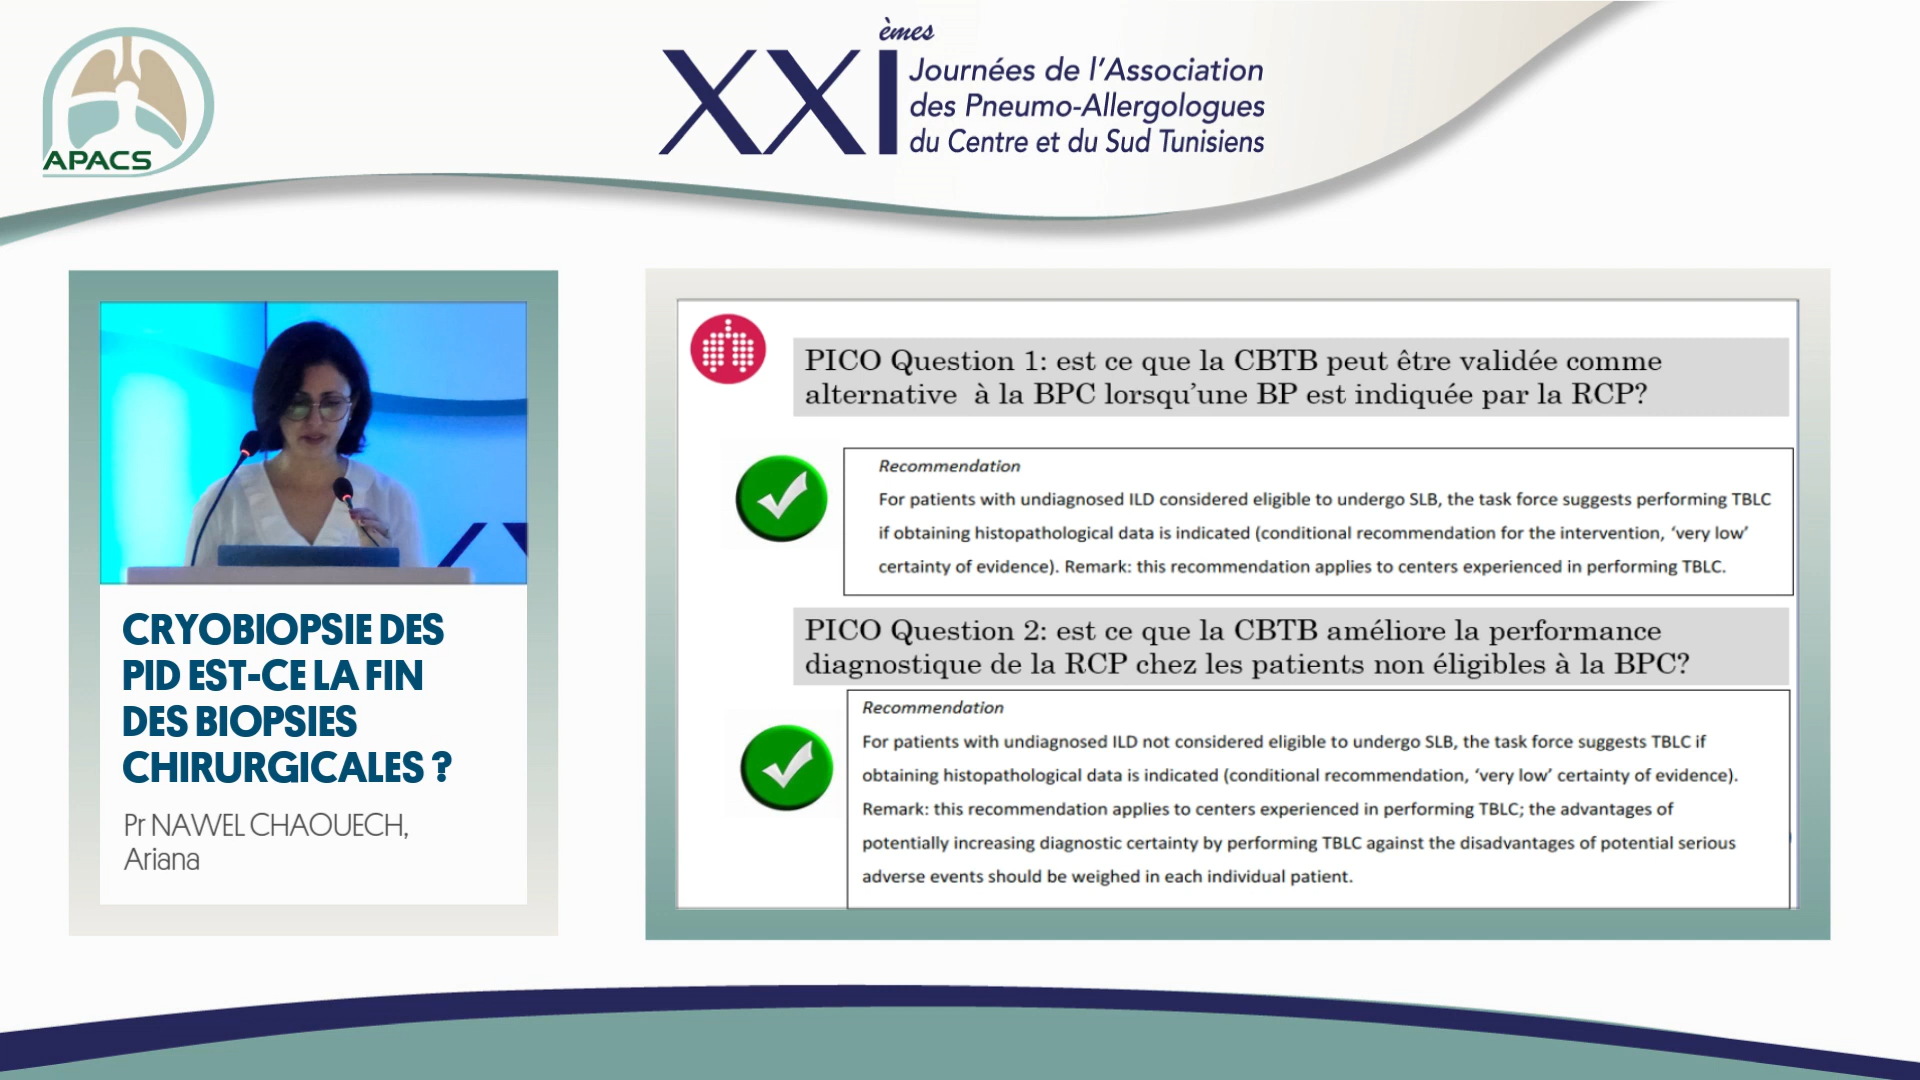 APACS
XXIèmes
Journées de l'Association
des Pneumo-Allergologues
du Centre et du Sud Tunisiens
CRYOBIOPSIE DES
PID EST-CE LA FIN
DES BIOPSIES
CHIRURGICALES ?
Pr NAWEL CHAOUECH,
Ariana
PICO Question 1: est ce que la CBTB peut être validée comme
alternative à la BPC lorsqu'une BP est indiquée par la RCP?
Recommendation
For patients with undiagnosed ILD considered eligible to undergo SLB, the task force suggests performing TBLC
if obtaining histopathological data is indicated (conditional recommendation for the intervention, 'very low'
certainty of evidence). Remark: this recommendation applies to centers experienced in performing TBLC.
PICO Question 2: est ce que la CBTB améliore la performance
diagnostique de la RCP chez les patients non éligibles à la BPC?
Recommendation
For patients with undiagnosed ILD not considered eligible to undergo SLB, the task force suggests TBLC if
obtaining histopathological data is indicated (conditional recommendation, 'very low' certainty of evidence).
Remark: this recommendation applies to centers experienced in performing TBLC; the advantages of
potentially increasing diagnostic certainty by performing TBLC against the disadvantages of potential serious
adverse events should be weighed in each individual patient.